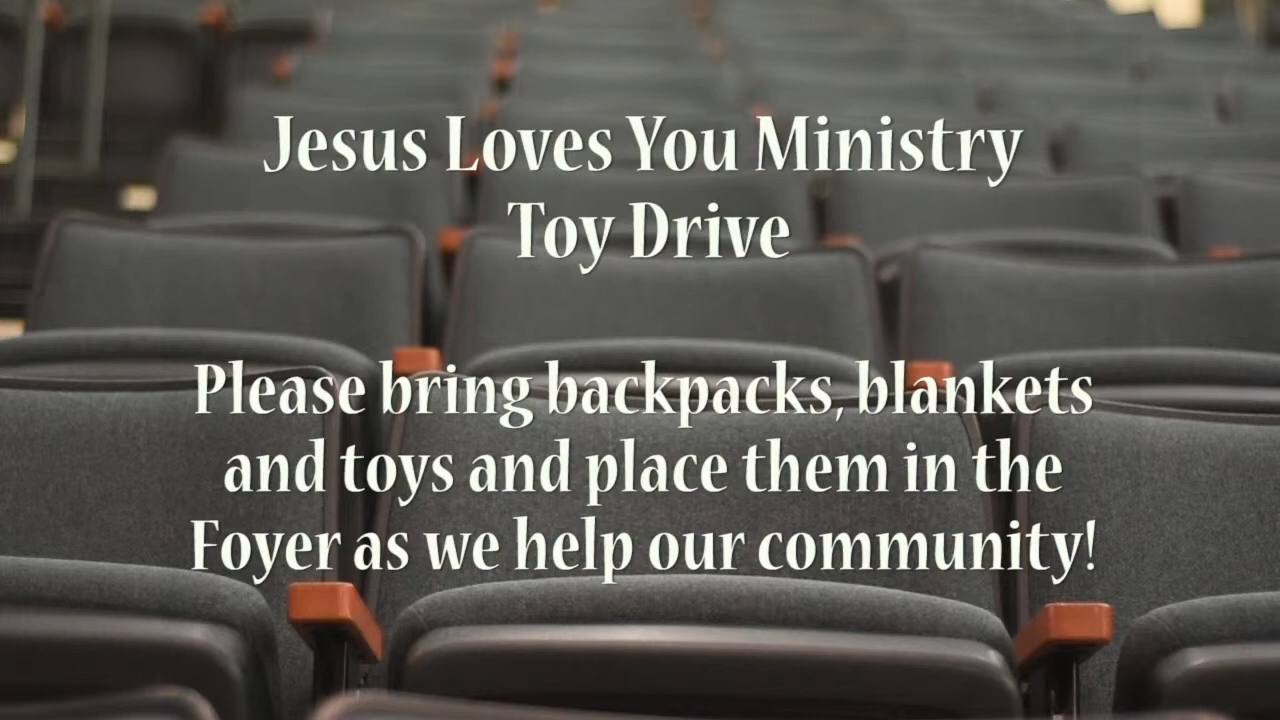 Jesus Loves You Ministry
Toy Drive
Please bring backpacks, blankets
and toys and place them in the
Foyer as we help our community!